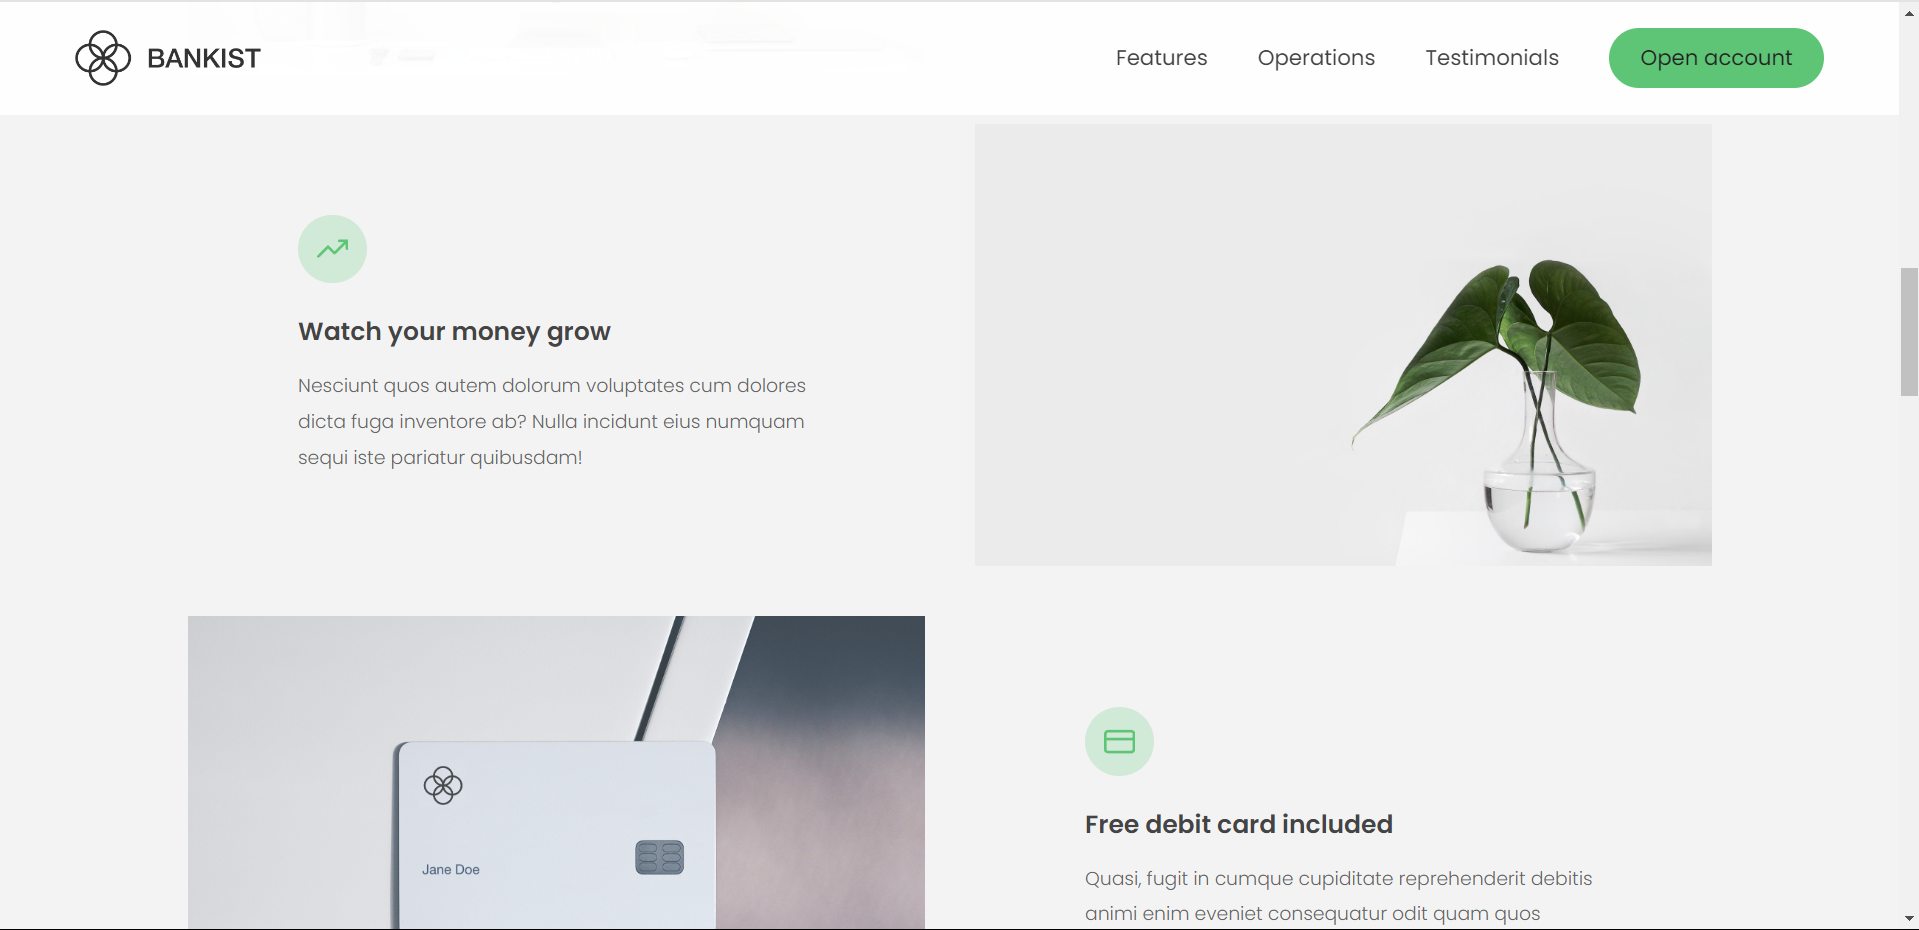 BANKIST
Features
Operations
Testimonials
Open account
Watch your money grow
Nesciunt quos autem dolorum voluptates cum dolores
dicta fuga inventore ab? Nulla incidunt eius numquam
sequi iste pariatur quibusdam!
Jane Doe
Free debit card included
Quasi, fugit in cumque cupiditate reprehenderit debitis
animi enim eveniet consequatur odit quam quos